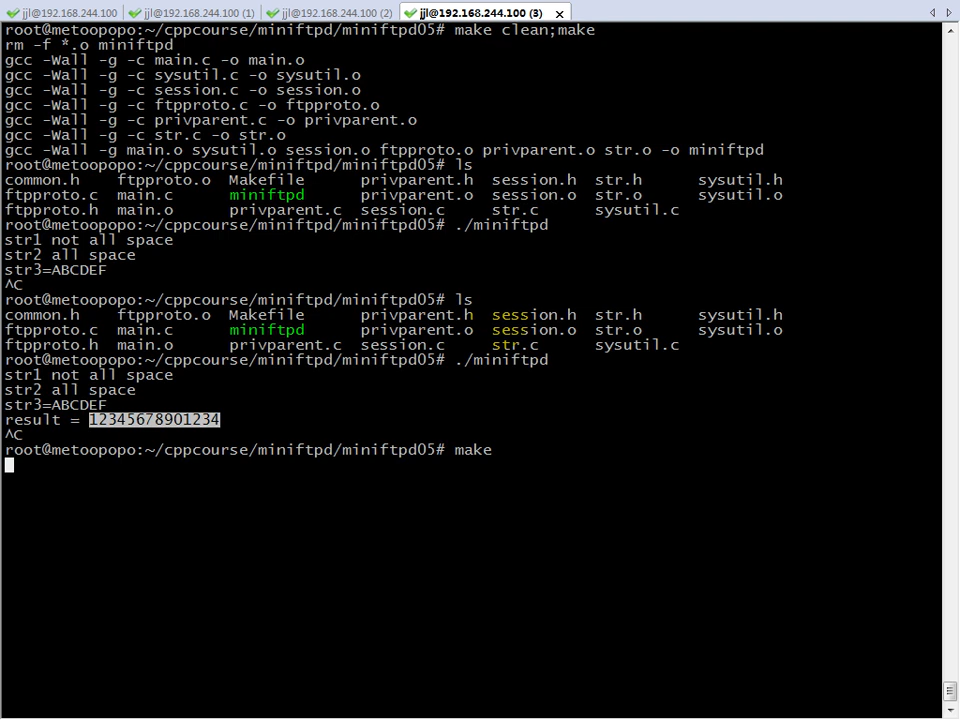 jjl@192.168.244.100 jjl@192.168.244.100 (1) jjl@192.168.244.100 (2) jjl@192.168.244.100 (3)
root@metoopopo:~/cppcourse/miniftpd/miniftpd05# make clean;make
rm -f *.o miniftpd
gcc -Wall -g -c main.c -o main.o
gcc -Wall -g -c sysutil.c -o sysutil.o
gcc -Wall -g -c session.c -o session.o
gcc -Wall -g -c ftpproto.c -o ftpproto.o
gcc -Wall -g -c privparent.c -o privparent.o
gcc -Wall -g -c str.c -o str.o
gcc -Wall -g main.o sysutil.o session.o ftpproto.o privparent.o str.o -o miniftpd
root@metoopopo:~/cppcourse/miniftpd/miniftpd05# ls
common.h ftpproto.o Makefile privparent.h session.h str.h sysutil.h
ftpproto.c main.c miniftpd privparent.o session.o str.o sysutil.o
ftpproto.h main.o privparent.c session.c str.c sysutil.c
root@metoopopo:~/cppcourse/miniftpd/miniftpd05# ./miniftpd
str1 not all space
str2 all space
str3=ABCDEF
^C
root@metoopopo:~/cppcourse/miniftpd/miniftpd05# ls
common.h ftpproto.o Makefile privparent.h session.h str.h sysutil.h
ftpproto.c main.c miniftpd privparent.o session.o str.o sysutil.o
ftpproto.h main.o privparent.c session.c str.c sysutil.c
root@metoopopo:~/cppcourse/miniftpd/miniftpd05# ./miniftpd
str1 not all space
str2 all space
str3=ABCDEF
result = 12345678901234
^C
root@metoopopo:~/cppcourse/miniftpd/miniftpd05# make